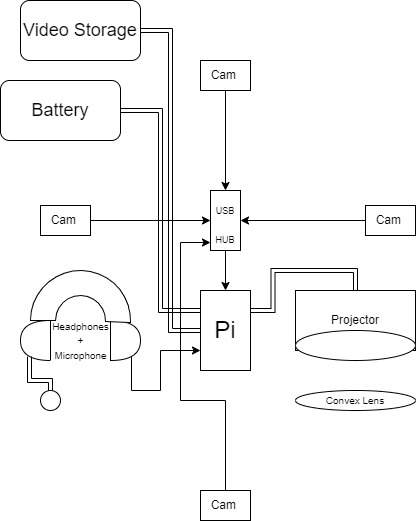 Video Storage
Cam
Battery
USB
Cam
Cam
HUB
Headphones
+
Microphone
Pi
Projector
Convex Lens
Cam